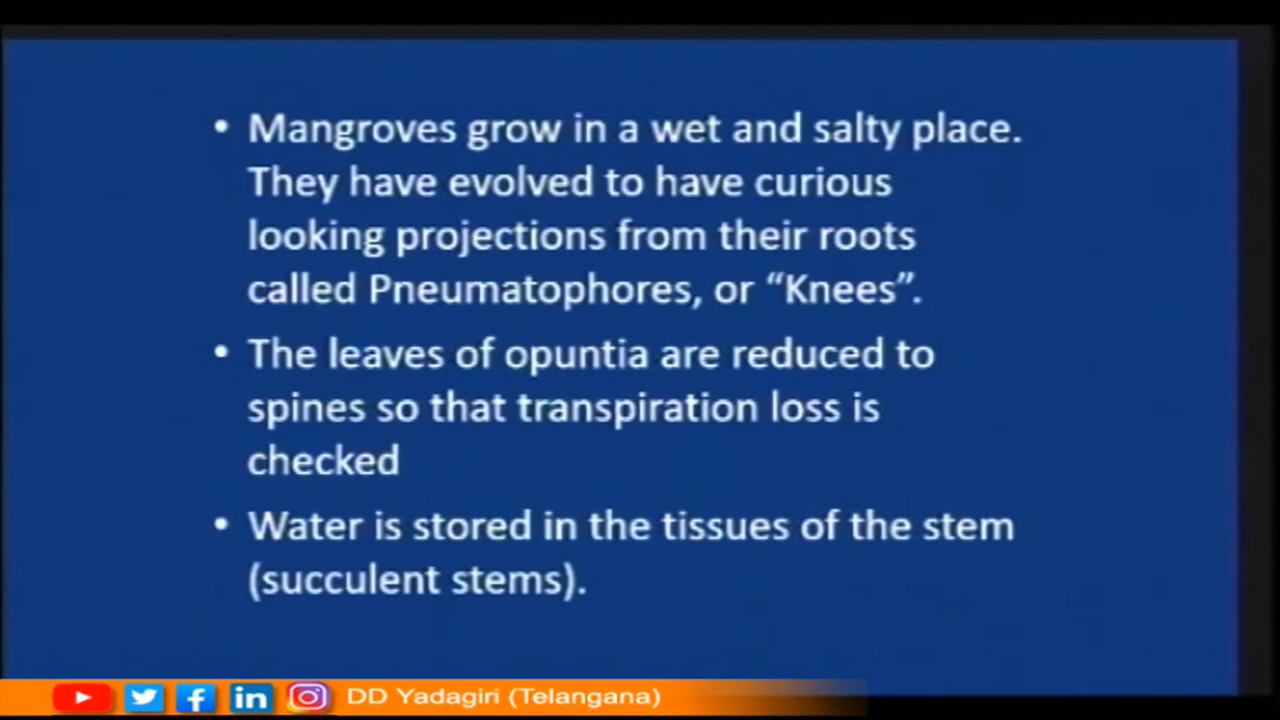 • Mangroves grow in a wet and salty place.
They have evolved to have curious
looking projections from their roots
called Pneumatophores, or “Knees”.
• The leaves of opuntia are reduced to
spines so that transpiration loss is
checked
• Water is stored in the tissues of the stem
(succulent stems).
DD Yadagiri (Telangana)